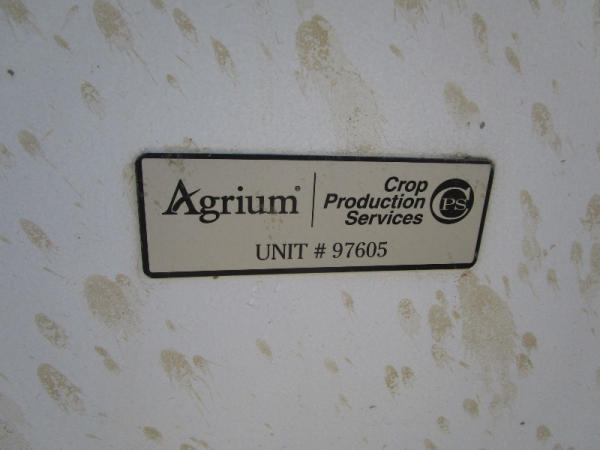 Agrium®
Crop
Production
Services
CPS
UNIT # 97605